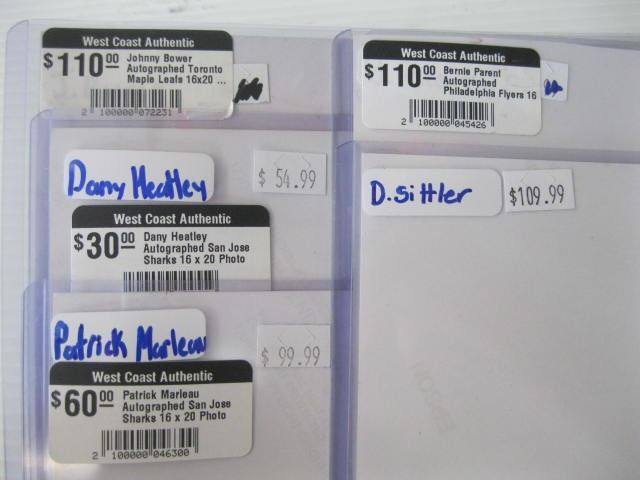 West Coast Authentic
$110.00 Johnny Bower
Autographed Toronto
Maple Leafs 16x20 ...
2 100000 072231
West Coast Authentic
$110.00 Bernie Parent
Autographed
Philadelphia Flyers 16
2 100000 045426
Dany Heatley
$ 54.99
D. Sittler
$109.99
West Coast Authentic
$30.00 Dany Heatley
Autographed San Jose
Sharks 16 x 20 Photo
Patrick Marleau
$ 99.99
West Coast Authentic
$60.00 Patrick Marleau
Autographed San Jose
Sharks 16 x 20 Photo
2 100000 046300